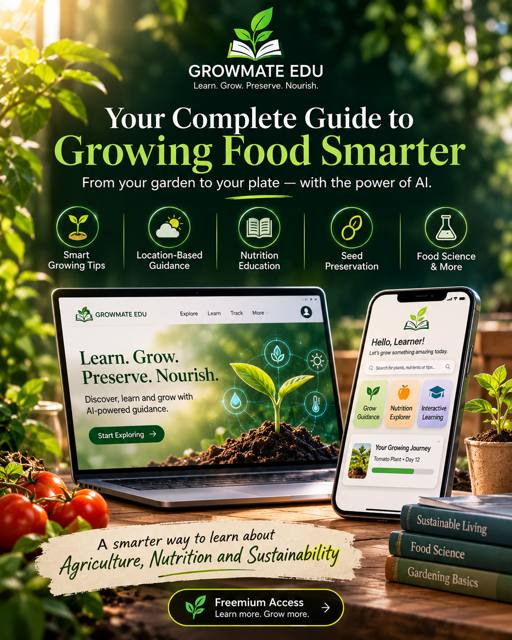 GROWMATE EDU
Learn. Grow. Preserve. Nourish.
Your Complete Guide to
Growing Food Smarter
From your garden to your plate — with the power of AI.
Smart
Growing Tips
Location-Based
Guidance
Nutrition
Education
Seed
Preservation
Food Science
& More
GROWMATE EDU
Explore
Learn
Track
More
Learn. Grow.
Preserve. Nourish.
Discover, learn and grow with
AI-powered guidance.
Start Exploring →
Hello, Learner!
Let's grow something amazing today.
Search for plants, nutrients or tips...
Grow
Guidance
Nutrition
Explorer
Interactive
Learning
Your Growing Journey
Tomato Plant • Day 12
Sustainable Living
Food Science
Gardening Basics
A smarter way to learn about
Agriculture, Nutrition and Sustainability
Freemium Access
Learn more. Grow more.